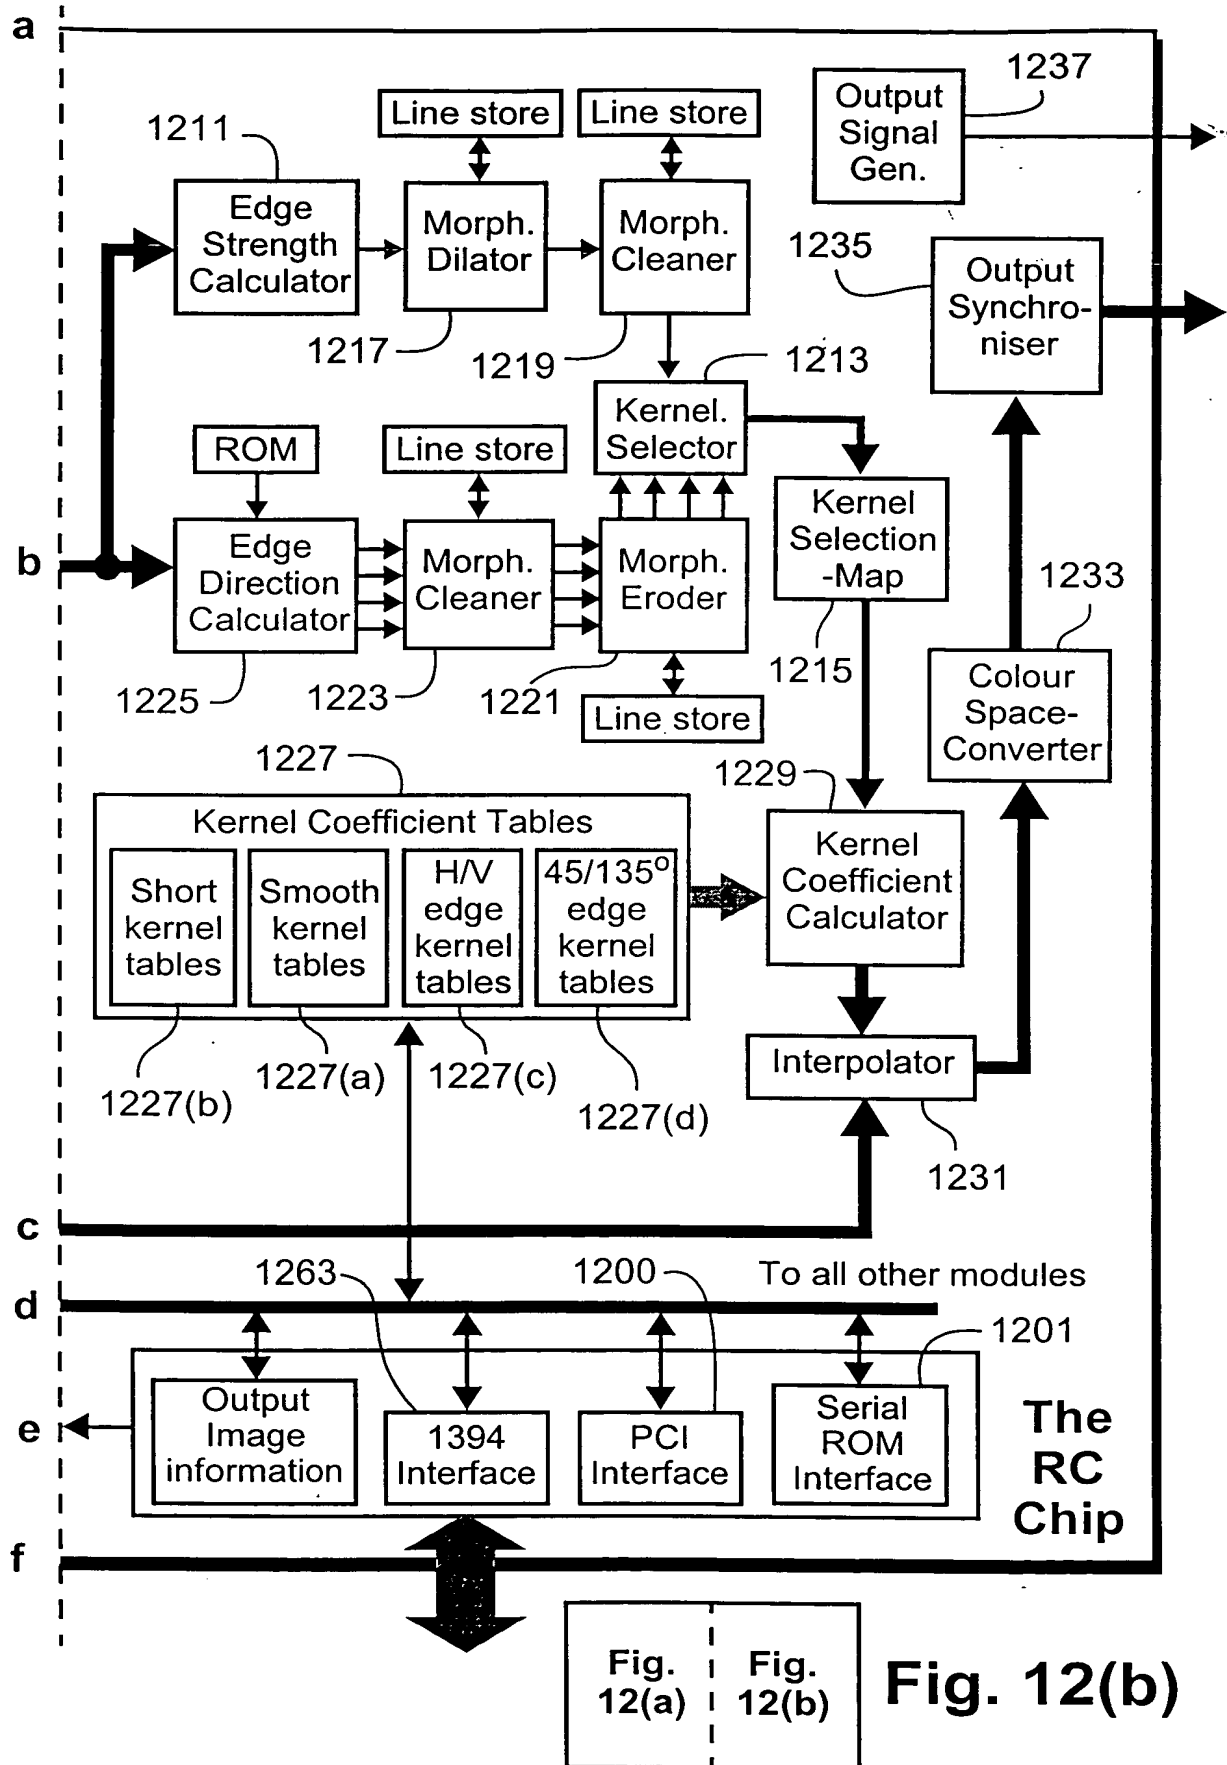 a
1237
Output
Signal
Gen.
Line store
Line store
1211
Edge
Strength
Calculator
Morph.
Dilator
Morph.
Cleaner
1235
Output
Synchro-
niser
1217
1219
1213
Kernel.
Selector
ROM
Line store
Kernel
Selection
-Map
b
Edge
Direction
Calculator
Morph.
Cleaner
Morph.
Eroder
1233
1215
1225
1223
1221
Line store
Colour
Space-
Converter
1227
1229
Kernel Coefficient Tables
Short
kernel
tables
Smooth
kernel
tables
H/V
edge
kernel
tables
45/135º
edge
kernel
tables
Kernel
Coefficient
Calculator
Interpolator
1227(b)
1227(a)
1227(c)
1227(d)
1231
c
1263
1200
To all other modules
d
1201
e
Output
Image
information
1394
Interface
PCI
Interface
Serial
ROM
Interface
The
RC
Chip
f
Fig.
12(a)
Fig.
12(b)
Fig. 12(b)